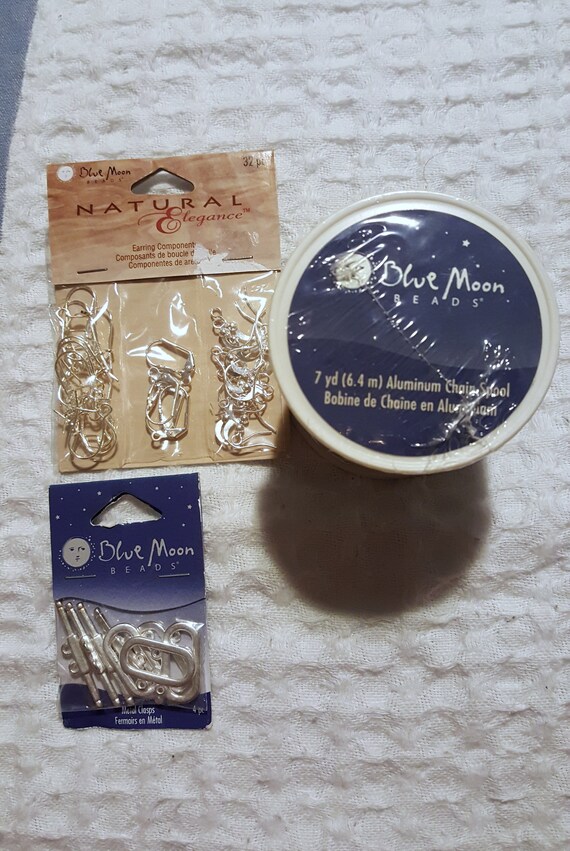 Blue Moon
BEADS
32 pc
NATURAL
Elegance™
Earring Components
Composants de boucle
Componentes de are
Blue Moon
BEADS®
7 yd (6.4 m) Aluminum Chain Spool
Bobine de Chaine en Aluminium
Blue Moon
BEADS®
Metal Clasps
4 pc
Fermoirs en Métal